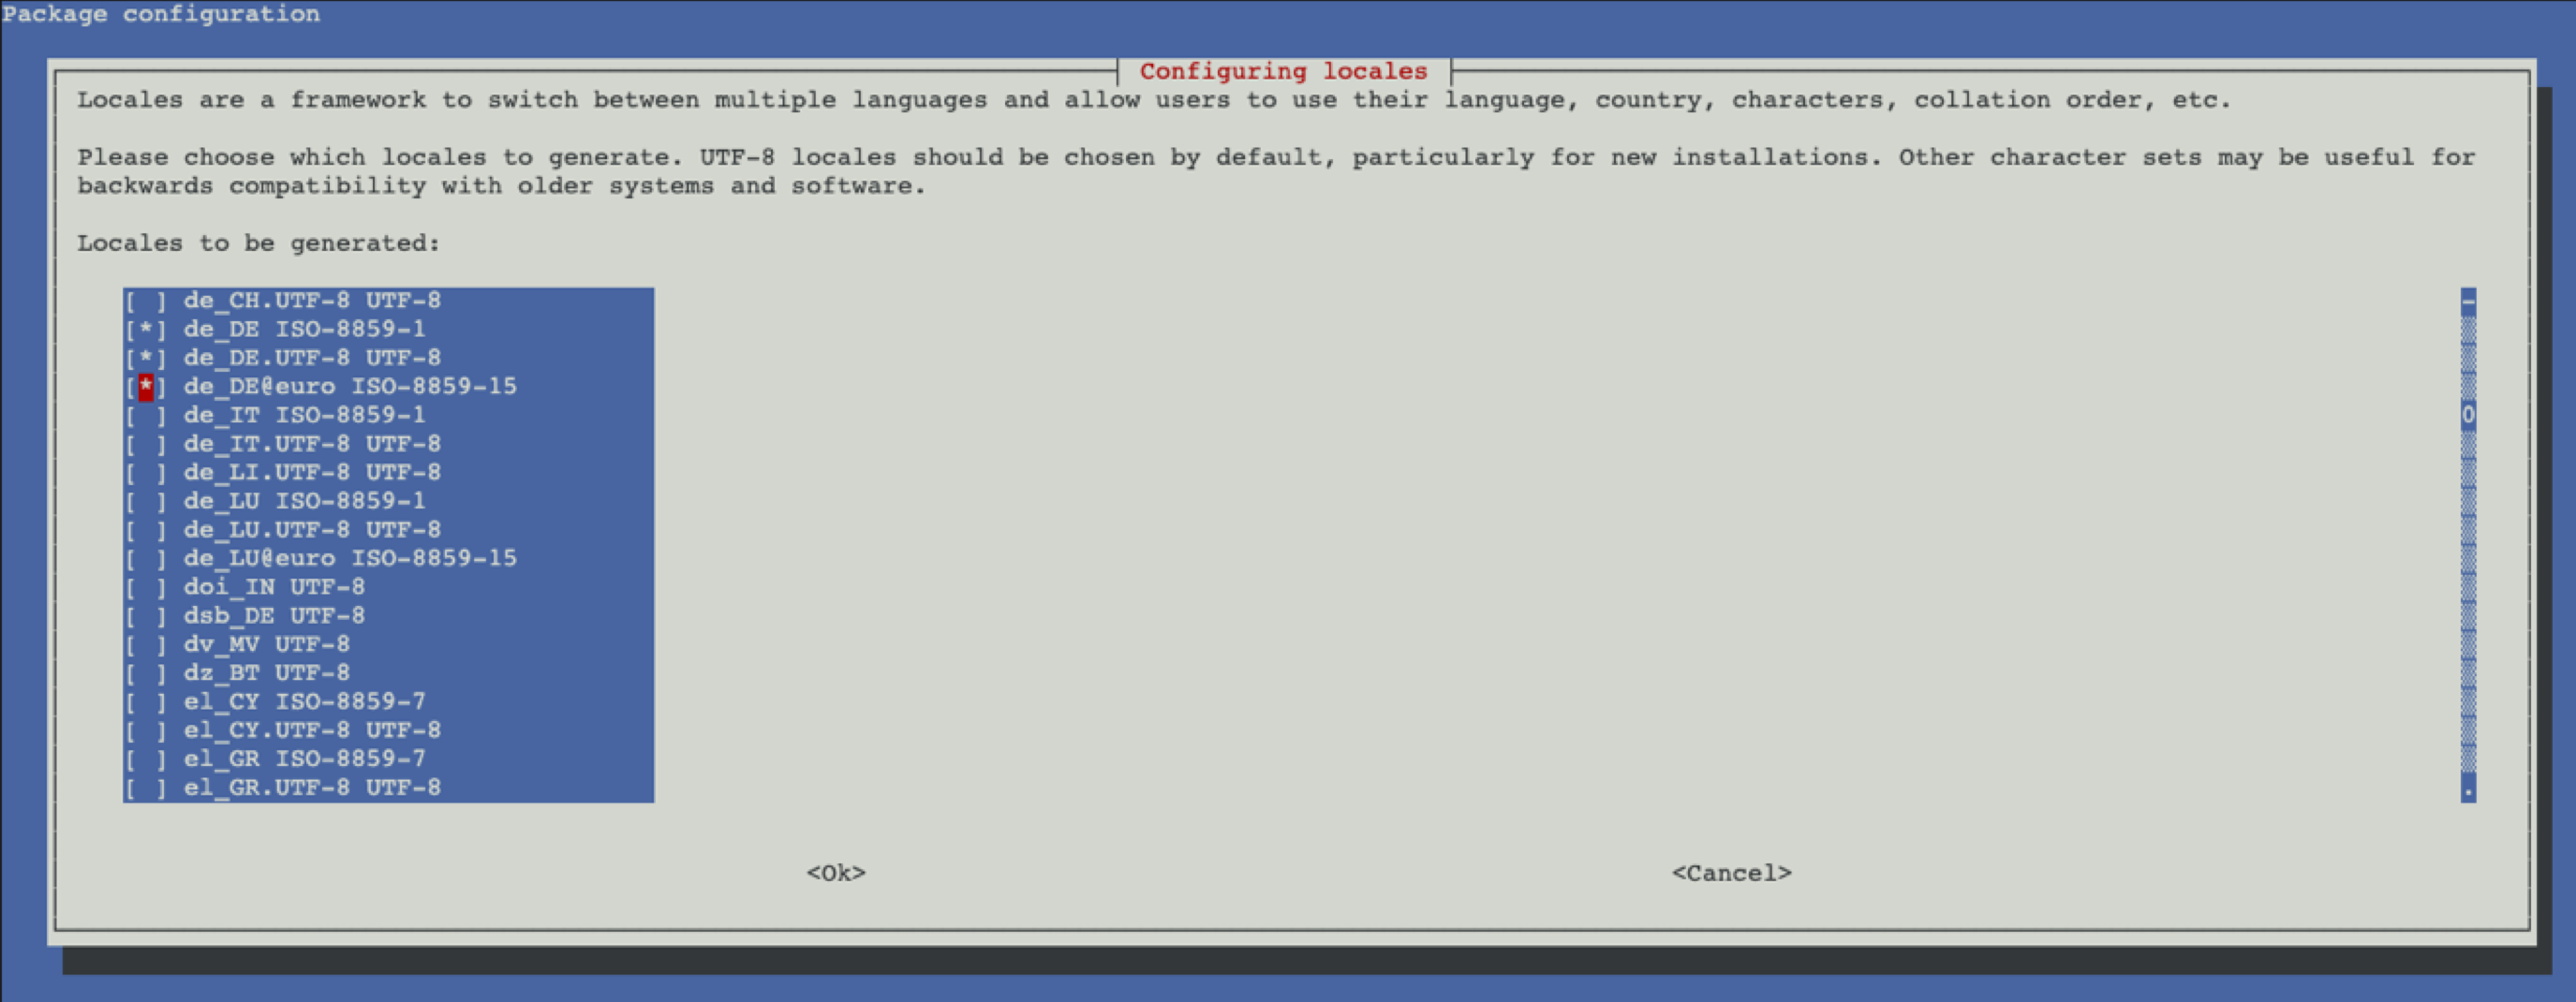 Package configuration
Configuring locales
Locales are a framework to switch between multiple languages and allow users to use their language, country, characters, collation order, etc.
Please choose which locales to generate. UTF-8 locales should be chosen by default, particularly for new installations. Other character sets may be useful for
backwards compatibility with older systems and software.
Locales to be generated:
[ ] de_CH.UTF-8 UTF-8
[*] de_DE ISO-8859-1
[*] de_DE.UTF-8 UTF-8
[*] de_DE@euro ISO-8859-15
[ ] de_IT ISO-8859-1
[ ] de_IT.UTF-8 UTF-8
[ ] de_LI.UTF-8 UTF-8
[ ] de_LU ISO-8859-1
[ ] de_LU.UTF-8 UTF-8
[ ] de_LU@euro ISO-8859-15
[ ] doi_IN UTF-8
[ ] dsb_DE UTF-8
[ ] dv_MV UTF-8
[ ] dz_BT UTF-8
[ ] el_CY ISO-8859-7
[ ] el_CY.UTF-8 UTF-8
[ ] el_GR ISO-8859-7
[ ] el_GR.UTF-8 UTF-8
<Ok> <Cancel>